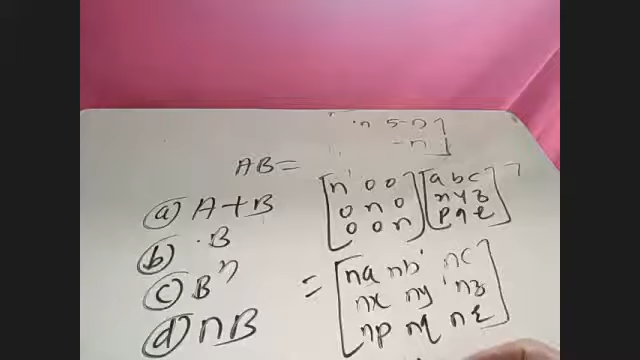 AB =
[n 0 0
0 n 0
0 0 n] [a b c
x y z
p q r]
= [na nb nc
nx ny nz
np nq nr]
(a) A+B
(b) B
(c) Bⁿ
(d) nB